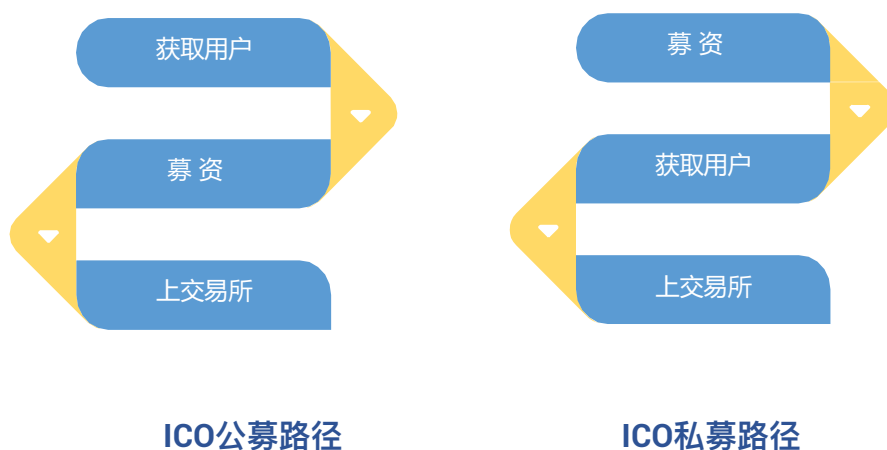 获取用户
募 资
上交易所
ICO公募路径
募 资
获取用户
上交易所
ICO私募路径